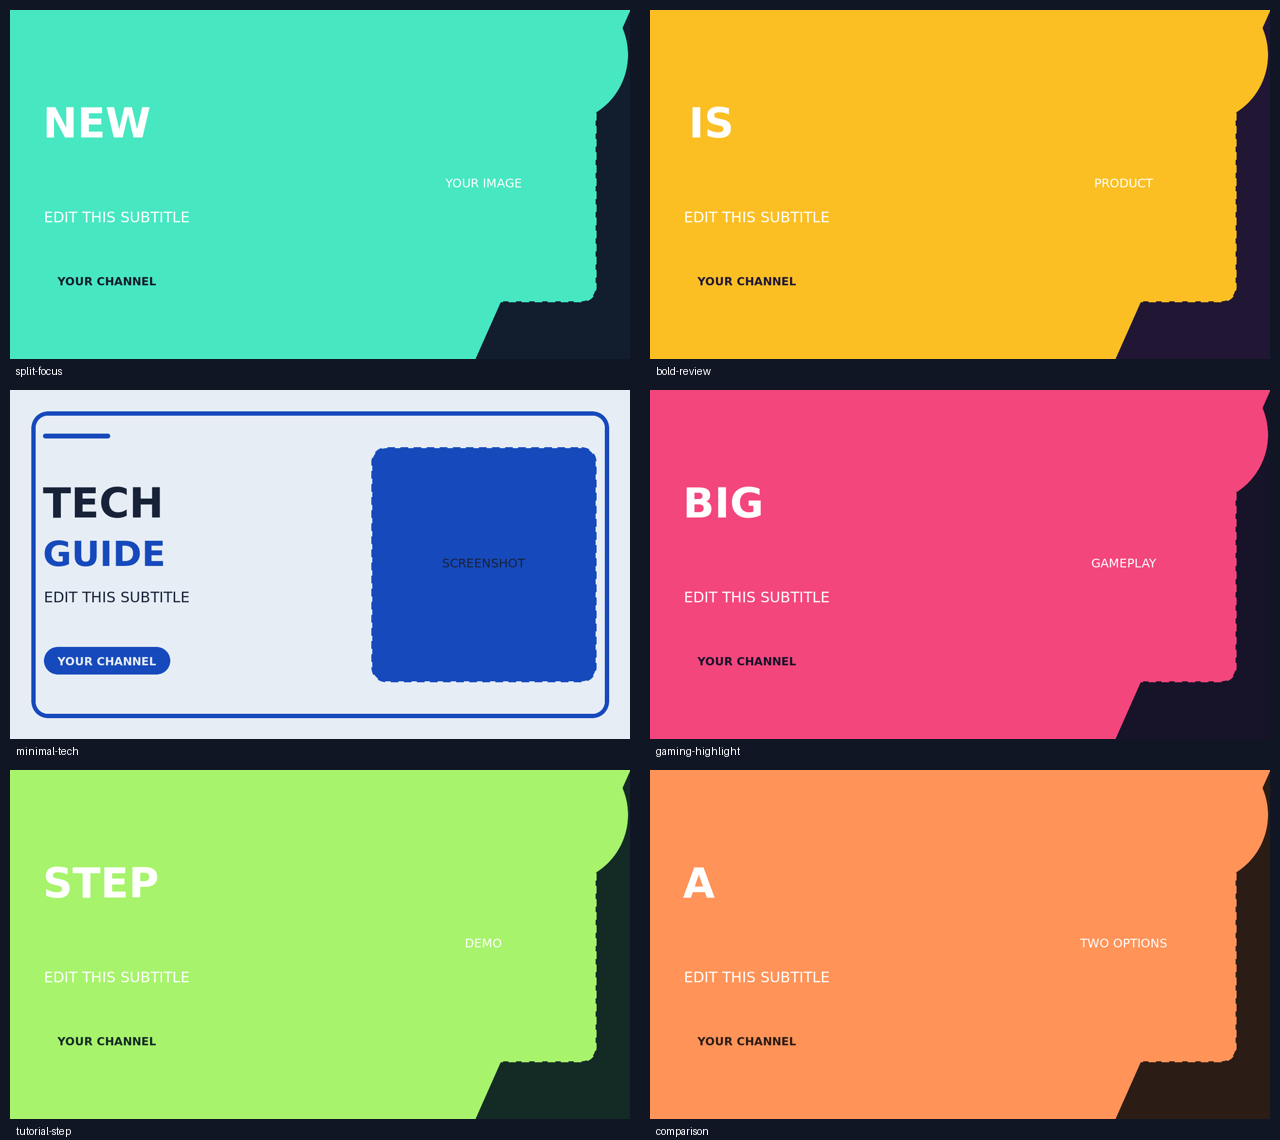 NEW
YOUR IMAGE
EDIT THIS SUBTITLE
YOUR CHANNEL
split-focus
IS
PRODUCT
EDIT THIS SUBTITLE
YOUR CHANNEL
bold-review
TECH
GUIDE
SCREENSHOT
EDIT THIS SUBTITLE
YOUR CHANNEL
minimal-tech
BIG
GAMEPLAY
EDIT THIS SUBTITLE
YOUR CHANNEL
gaming-highlight
STEP
DEMO
EDIT THIS SUBTITLE
YOUR CHANNEL
tutorial-step
A
TWO OPTIONS
EDIT THIS SUBTITLE
YOUR CHANNEL
comparison